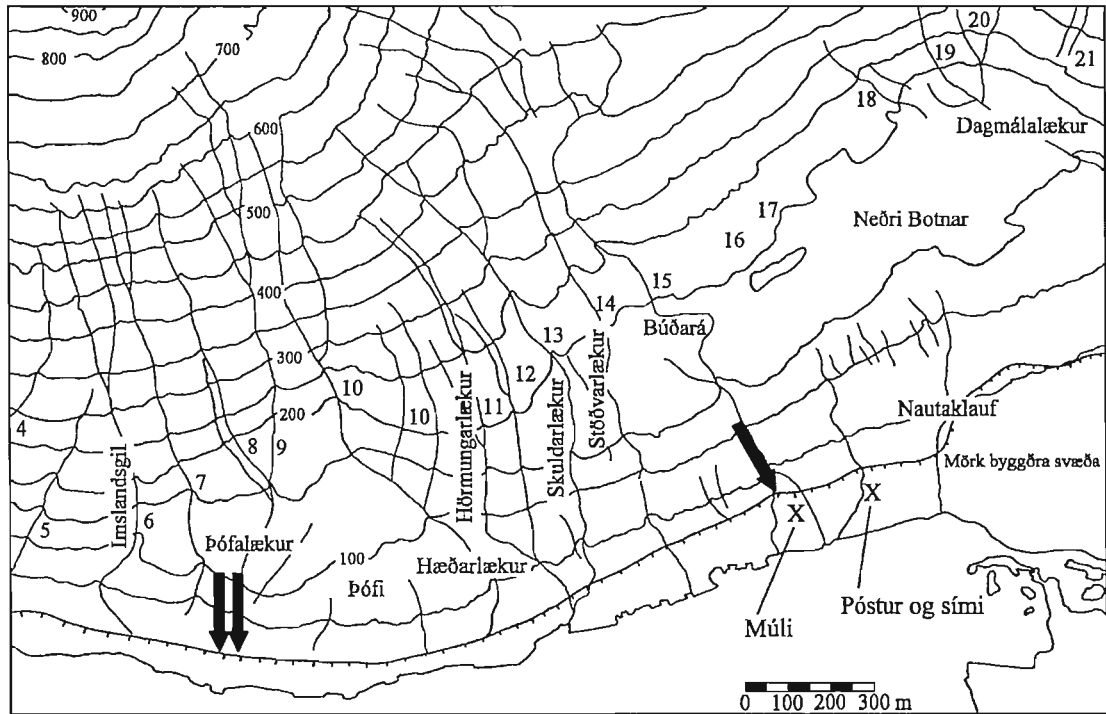 900
800
700
600
500
400
300
200
100
20
19
21
18
Dagmálalækur
17
Neðri Botnar
16
15
14
Búðará
13
Stöðvarlækur
12
10
10
11
Nautaklauf
4
8
9
Hörmungarlækur
Skuldarlækur
Mörk byggðra svæða
7
Imslandsgil
X
X
5
6
Þófalækur
Hæðarlækur
Þófi
Póstur og sími
Múli
0 100 200 300 m